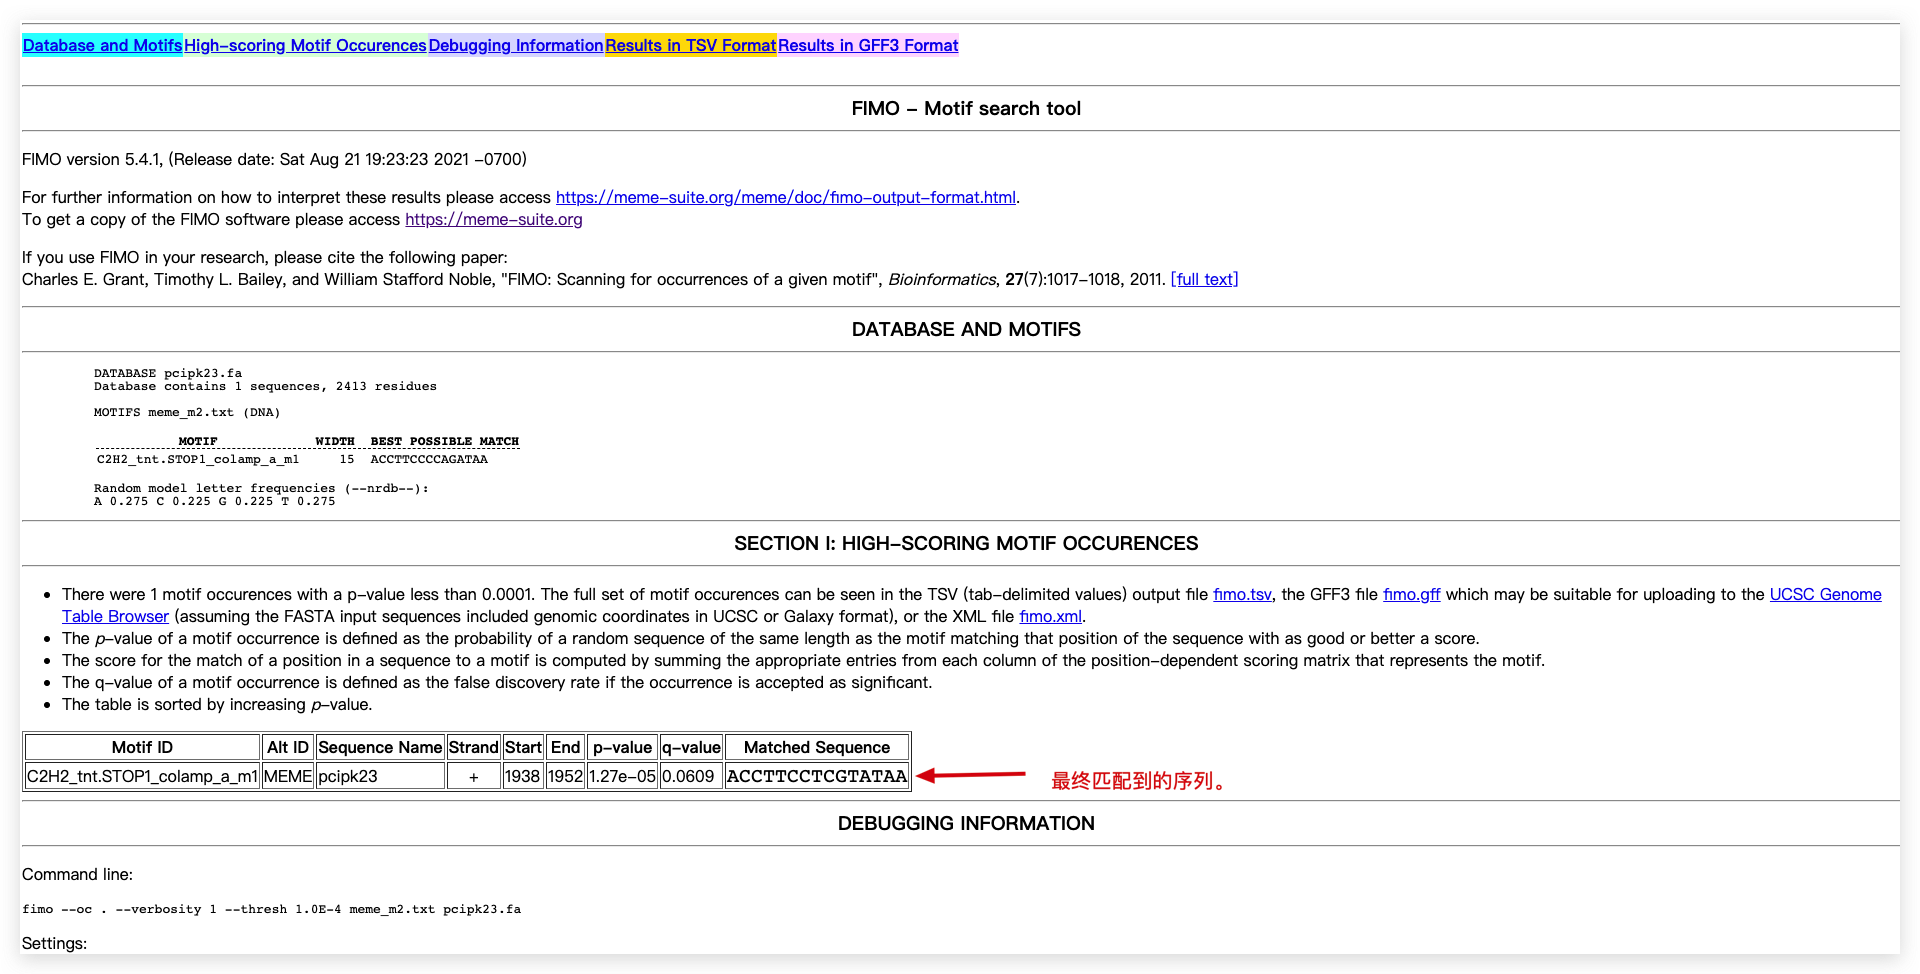 Database and Motifs High-scoring Motif Occurences Debugging Information Results in TSV Format Results in GFF3 Format
FIMO - Motif search tool
FIMO version 5.4.1, (Release date: Sat Aug 21 19:23:23 2021 -0700)
For further information on how to interpret these results please access https://meme-suite.org/meme/doc/fimo-output-format.html.
To get a copy of the FIMO software please access https://meme-suite.org
If you use FIMO in your research, please cite the following paper:
Charles E. Grant, Timothy L. Bailey, and William Stafford Noble, "FIMO: Scanning for occurrences of a given motif", Bioinformatics, 27(7):1017-1018, 2011. [full text]
DATABASE AND MOTIFS
DATABASE pcipk23.fa
Database contains 1 sequences, 2413 residues
MOTIFS meme_m2.txt (DNA)
MOTIF WIDTH BEST POSSIBLE MATCH
C2H2_tnt.STOP1_colamp_a_m1 15 ACCTTCCCCAGATAA
Random model letter frequencies (--nrdb--):
A 0.275 C 0.225 G 0.225 T 0.275
SECTION I: HIGH-SCORING MOTIF OCCURENCES
• There were 1 motif occurences with a p-value less than 0.0001. The full set of motif occurences can be seen in the TSV (tab-delimited values) output file fimo.tsv, the GFF3 file fimo.gff which may be suitable for uploading to the UCSC Genome
Table Browser (assuming the FASTA input sequences included genomic coordinates in UCSC or Galaxy format), or the XML file fimo.xml.
• The p-value of a motif occurrence is defined as the probability of a random sequence of the same length as the motif matching that position of the sequence with as good or better a score.
• The score for the match of a position in a sequence to a motif is computed by summing the appropriate entries from each column of the position-dependent scoring matrix that represents the motif.
• The q-value of a motif occurrence is defined as the false discovery rate if the occurrence is accepted as significant.
• The table is sorted by increasing p-value.
Motif ID Alt ID Sequence Name Strand Start End p-value q-value Matched Sequence
C2H2_tnt.STOP1_colamp_a_m1 MEME pcipk23 + 1938 1952 1.27e-05 0.0609 ACCTTCCTCGTATAA 最终匹配到的序列。
DEBUGGING INFORMATION
Command line:
fimo --oc . --verbosity 1 --thresh 1.0E-4 meme_m2.txt pcipk23.fa
Settings: